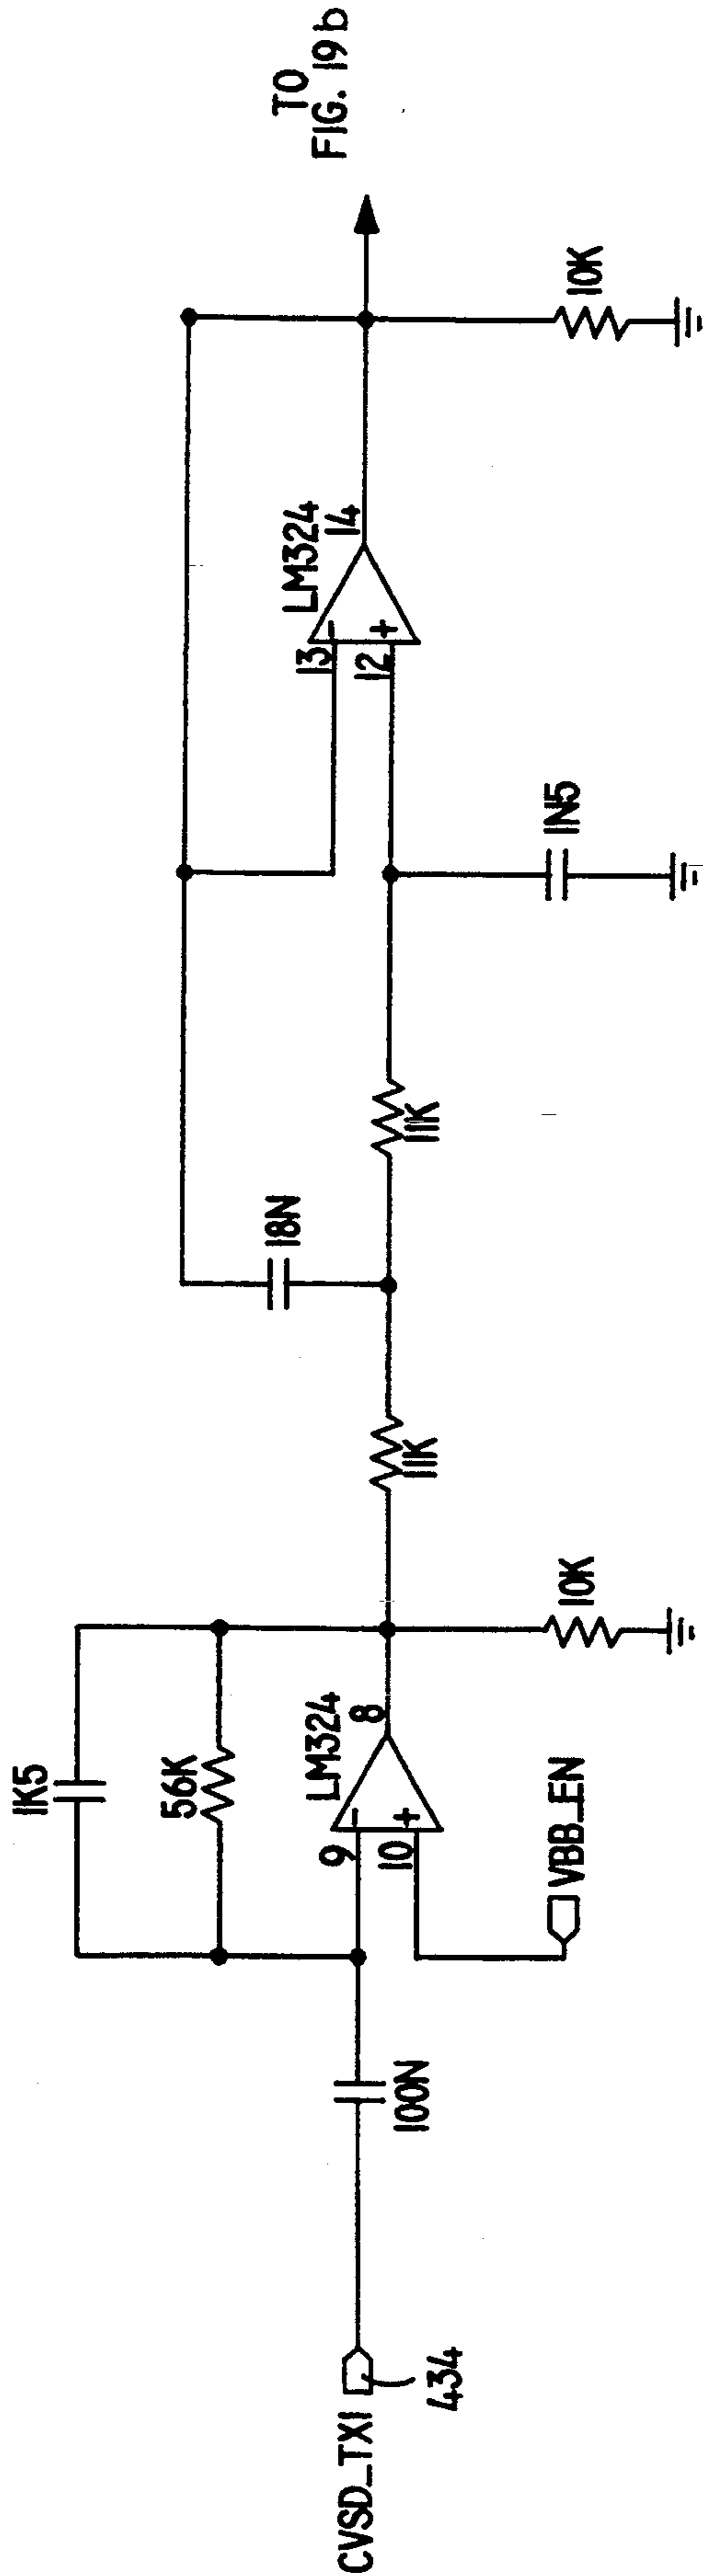 CVSD_TX1
434
100N
1K5
56K
9
10
LM324
8
VBB_EN
10K
11K
18N
11K
1N5
13
12
LM324
14
10K
TO
FIG. 19b